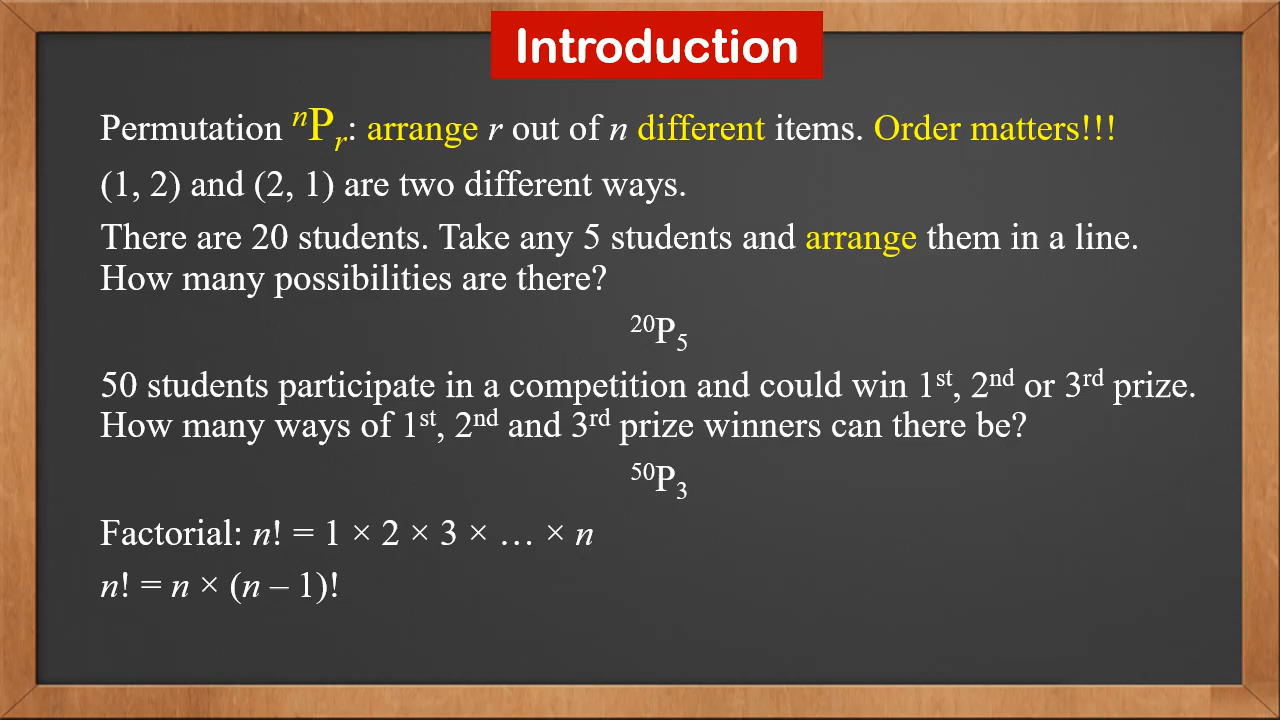 Introduction
Permutation ⁿPᵣ: arrange r out of n different items. Order matters!!!
(1, 2) and (2, 1) are two different ways.
There are 20 students. Take any 5 students and arrange them in a line.
How many possibilities are there?
²⁰P₅
50 students participate in a competition and could win 1ˢᵗ, 2ⁿᵈ or 3ʳᵈ prize.
How many ways of 1ˢᵗ, 2ⁿᵈ and 3ʳᵈ prize winners can there be?
⁵⁰P₃
Factorial: n! = 1 × 2 × 3 × … × n
n! = n × (n – 1)!